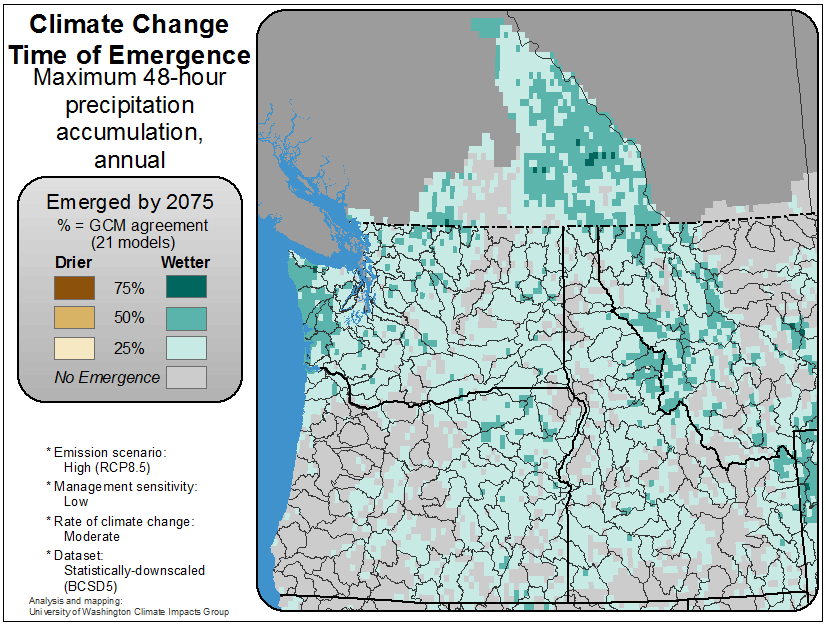 Climate Change
Time of Emergence
Maximum 48-hour
precipitation
accumulation,
annual
Emerged by 2075
% = GCM agreement
(21 models)
Drier Wetter
75%
50%
25%
No Emergence
* Emission scenario:
High (RCP8.5)
* Management sensitivity:
Low
* Rate of climate change:
Moderate
* Dataset:
Statistically-downscaled
(BCSD5)
Analysis and mapping:
University of Washington Climate Impacts Group